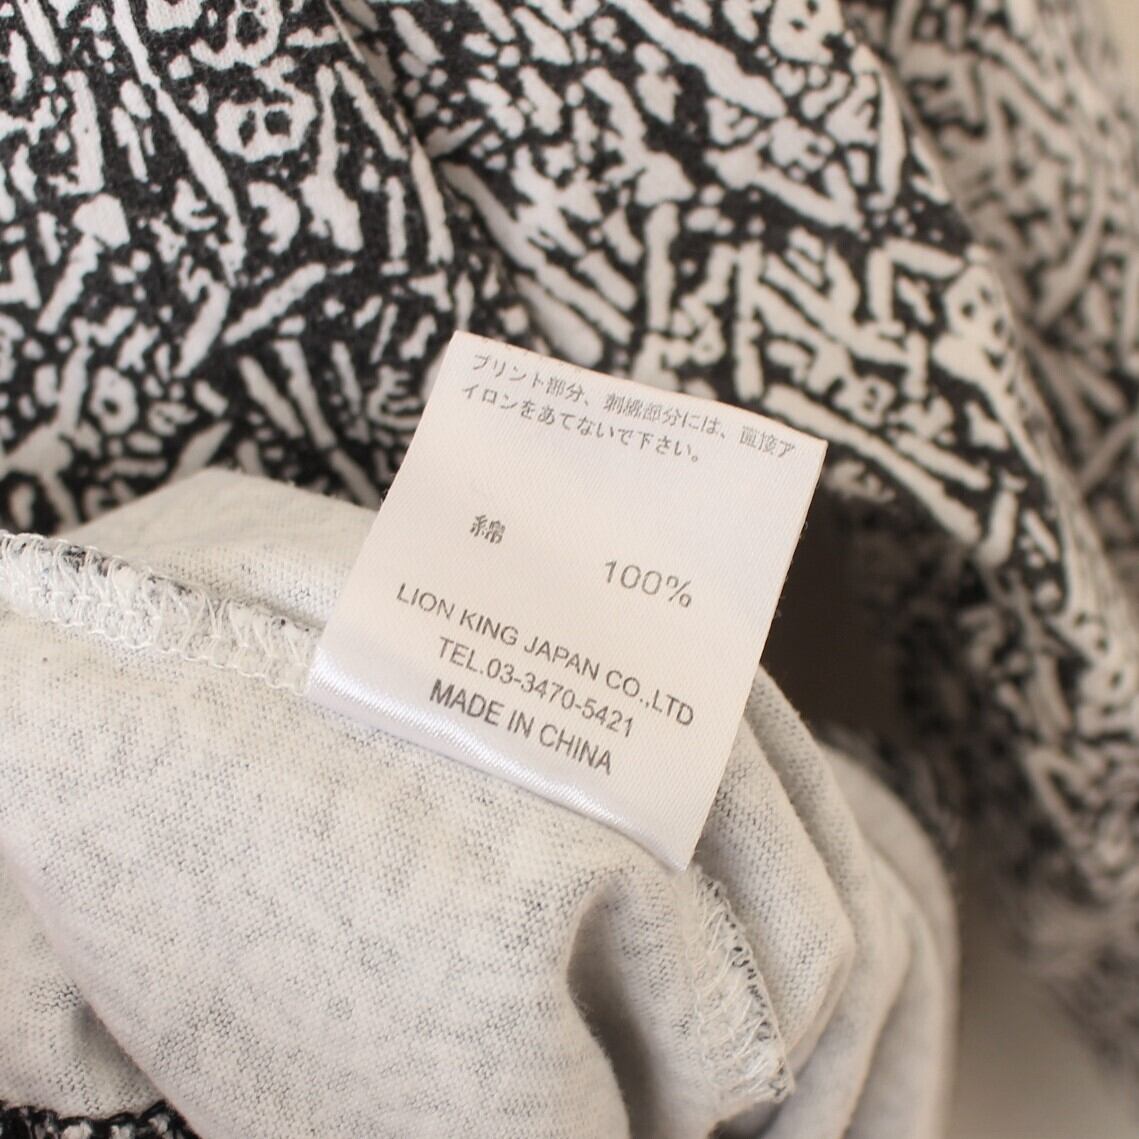 プリント部分、刺繍部分には、直接ア
イロンをあてないで下さい。
綿
100%
LION KING JAPAN CO.,LTD
TEL.03-3470-5421
MADE IN CHINA